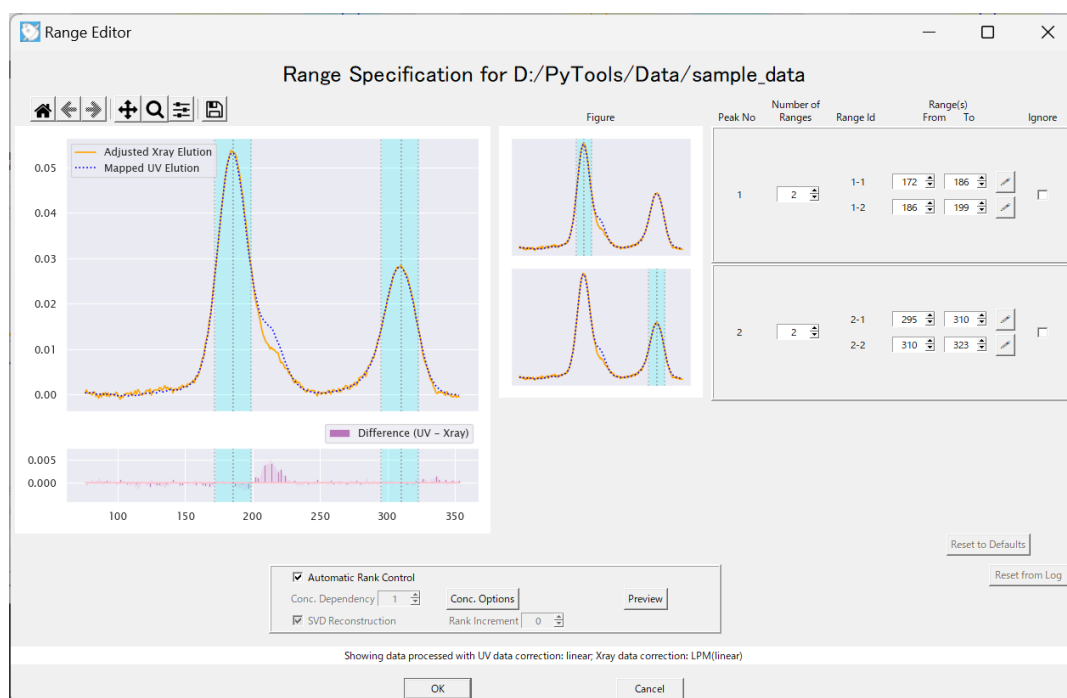 Range Editor
Range Specification for D:/PyTools/Data/sample_data
Figure
Peak No
Number of
Ranges
Range Id
Range(s)
From To
Ignore
Adjusted Xray Elution
Mapped UV Elution
0.05
0.04
0.03
0.02
0.01
0.00
1
2
1-1
172
186
1-2
186
199
2
2
2-1
295
310
2-2
310
323
Difference (UV − Xray)
0.005
0.000
100 150 200 250 300 350
Reset to Defaults
Reset from Log
Automatic Rank Control
Conc. Dependency 1 Conc. Options Preview
SVD Reconstruction Rank Increment 0
Showing data processed with UV data correction: linear; Xray data correction: LPM(linear)
OK Cancel